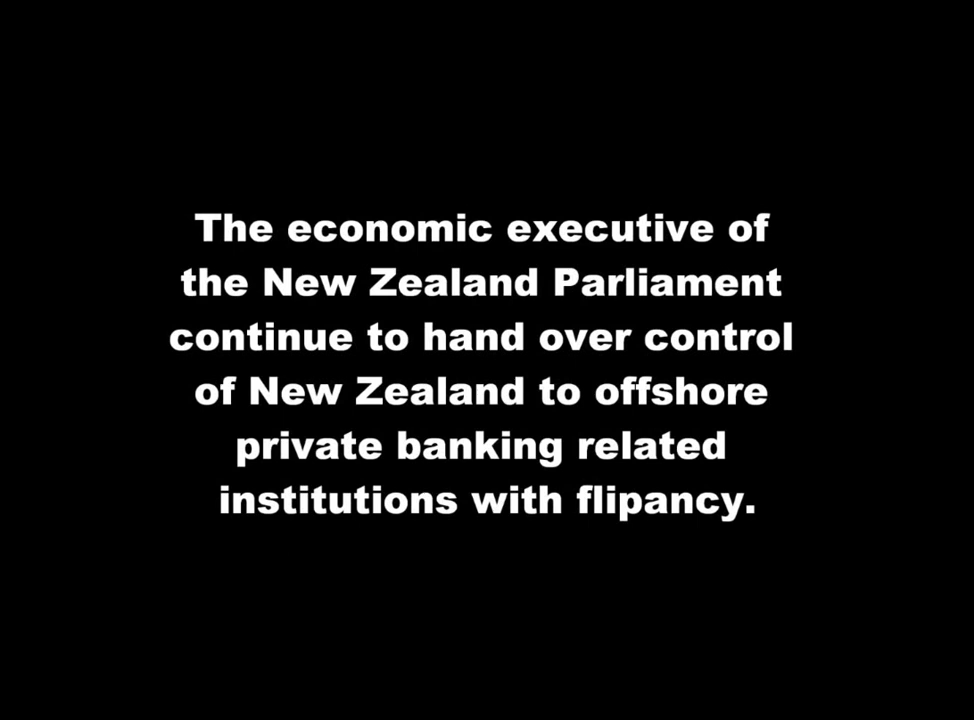 The economic executive of
the New Zealand Parliament
continue to hand over control
of New Zealand to offshore
private banking related
institutions with flipancy.